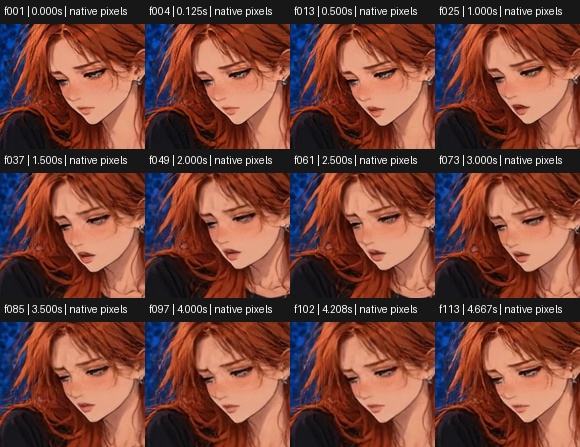 f001 | 0.000s | native pixels
f004 | 0.125s | native pixels
f013 | 0.500s | native pixels
f025 | 1.000s | native pixels
f037 | 1.500s | native pixels
f049 | 2.000s | native pixels
f061 | 2.500s | native pixels
f073 | 3.000s | native pixels
f085 | 3.500s | native pixels
f097 | 4.000s | native pixels
f102 | 4.208s | native pixels
f113 | 4.667s | native pixels